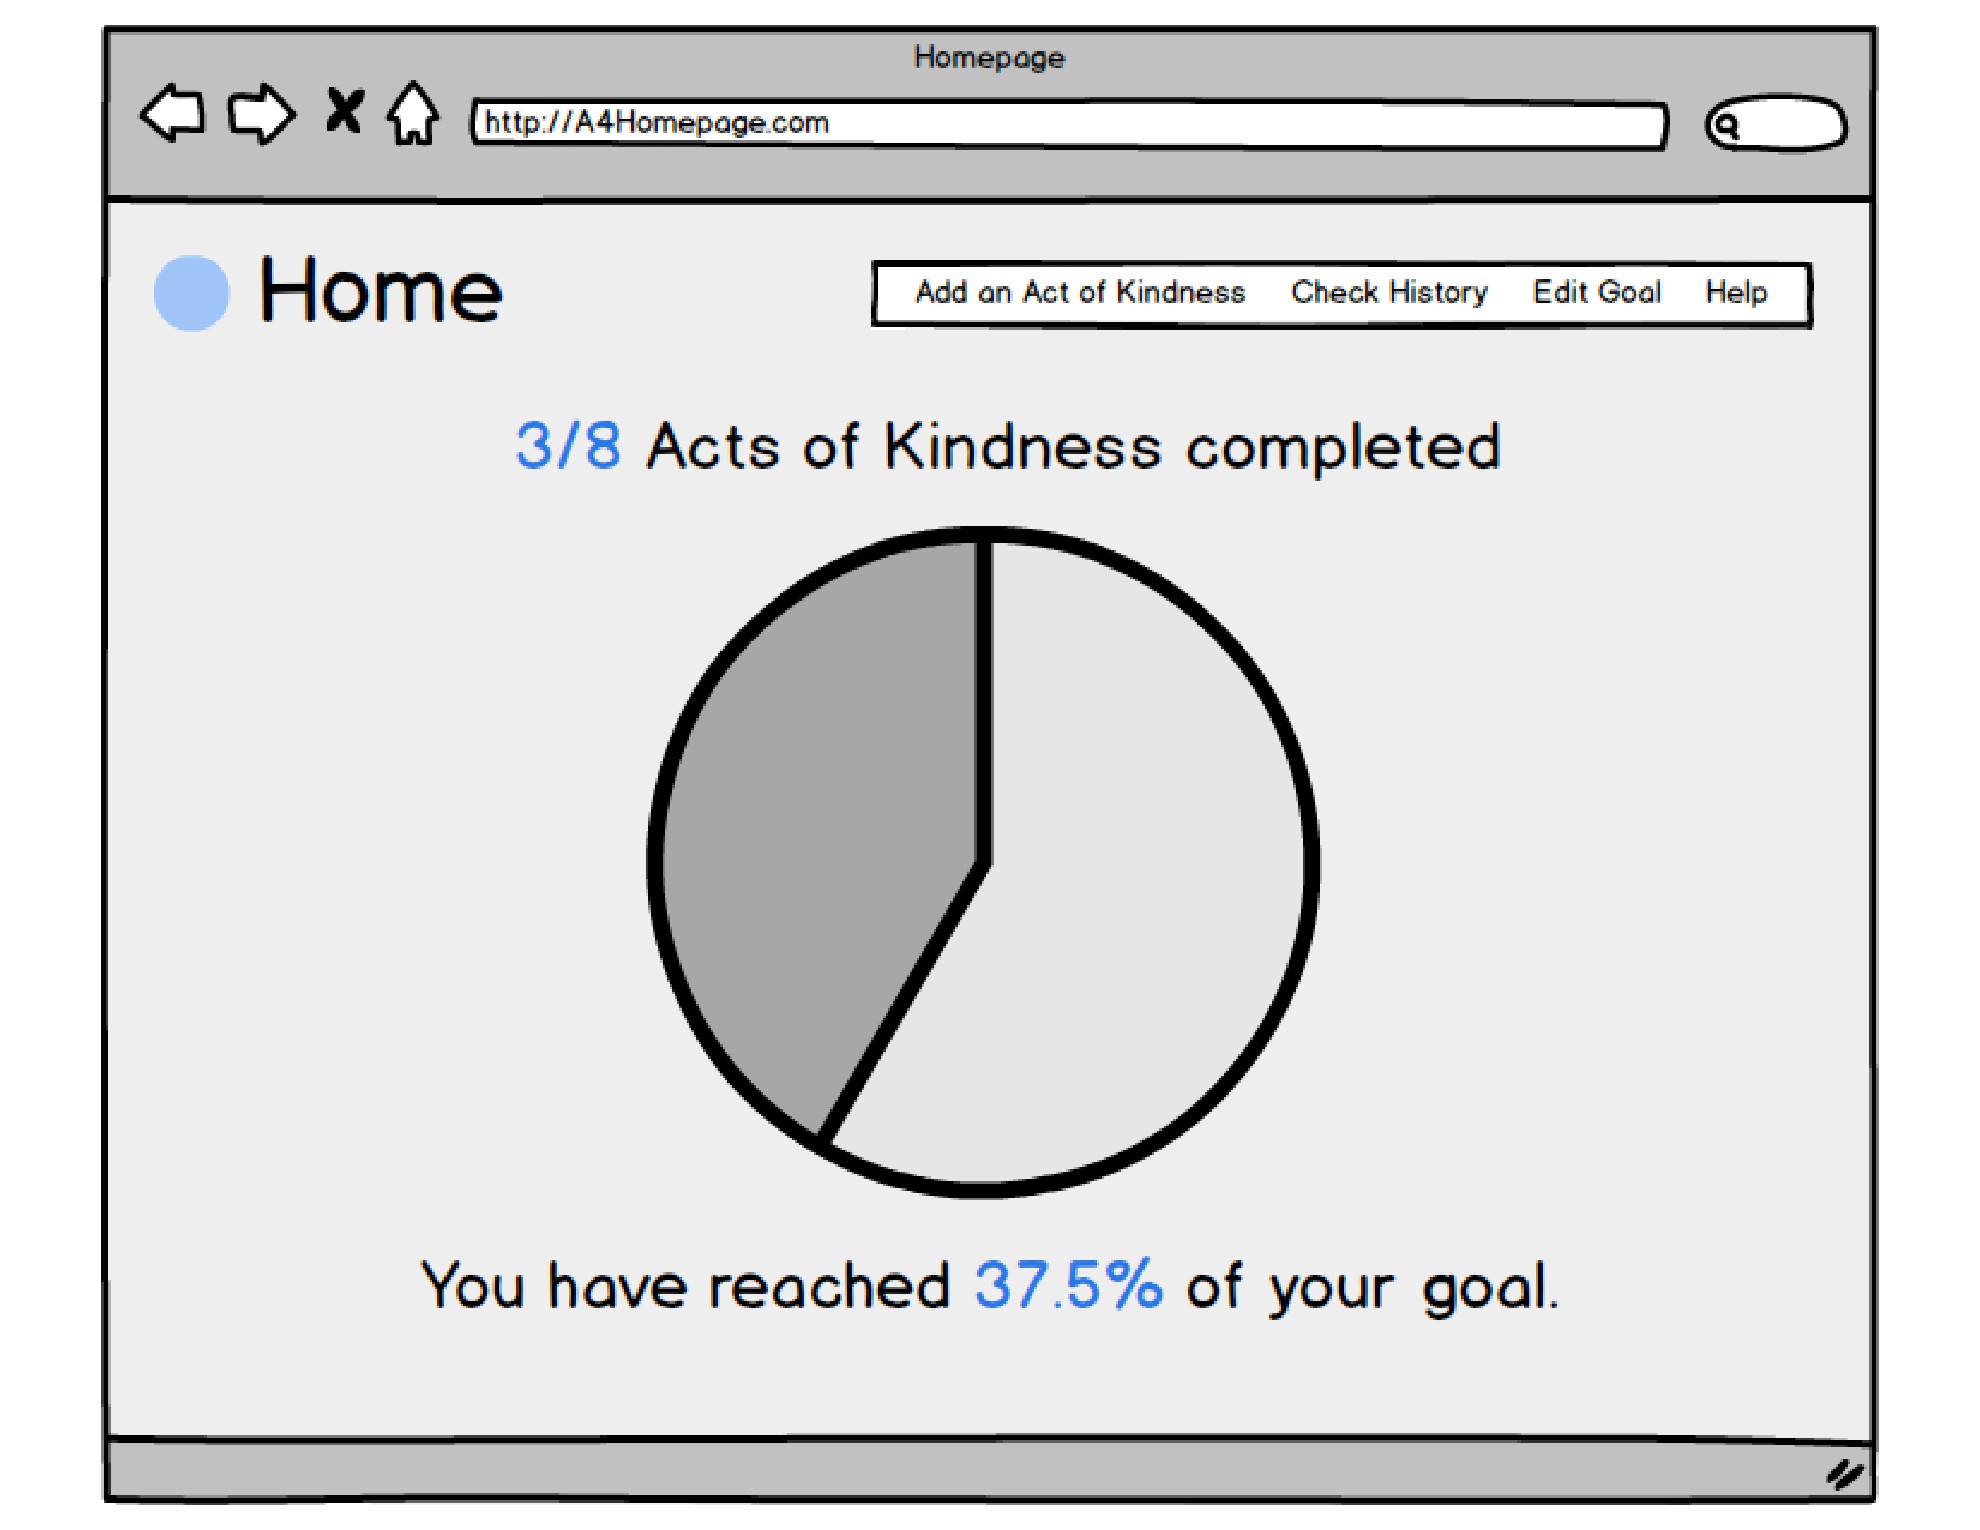 Homepage
http://A4Homepage.com
Home
Add an Act of Kindness Check History Edit Goal Help
3/8 Acts of Kindness completed
You have reached 37.5% of your goal.